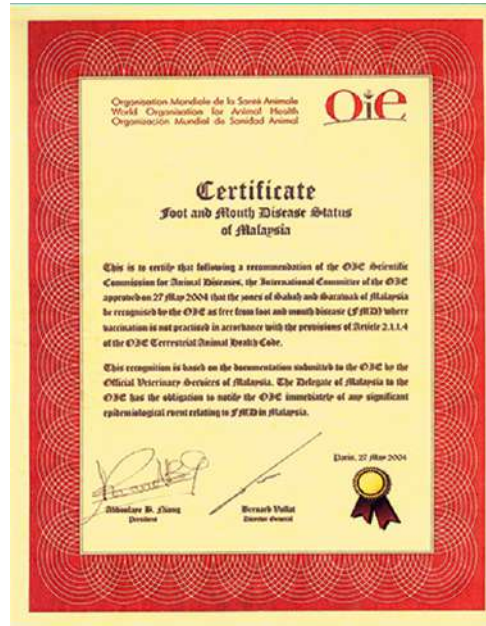 Organisation Mondiale de la Santé Animale
World Organisation for Animal Health
Organización Mundial de Sanidad Animal
Oie
Certificate
Foot and Mouth Disease Status
of Malaysia
This is to certify that following a recommendation of the OIE Scientific
Commission for Animal Diseases, the International Committee of the OIE
approved on 27 May 2004 that the zones of Sabah and Sarawak of Malaysia
be recognised by the OIE as free from foot and mouth disease (FMD) where
vaccination is not practised in accordance with the provisions of Article 2.1.1.4
of the OIE Terrestrial Animal Health Code.
This recognition is based on the documentation submitted to the OIE by the
Official Veterinary Services of Malaysia. The Delegate of Malaysia to the
OIE has the obligation to notify the OIE immediately of any significant
epidemiological event relating to FMD in Malaysia.
Paris, 27 May 2004
Abdoulaye B. Niang
President
Bernard Vallat
Director General